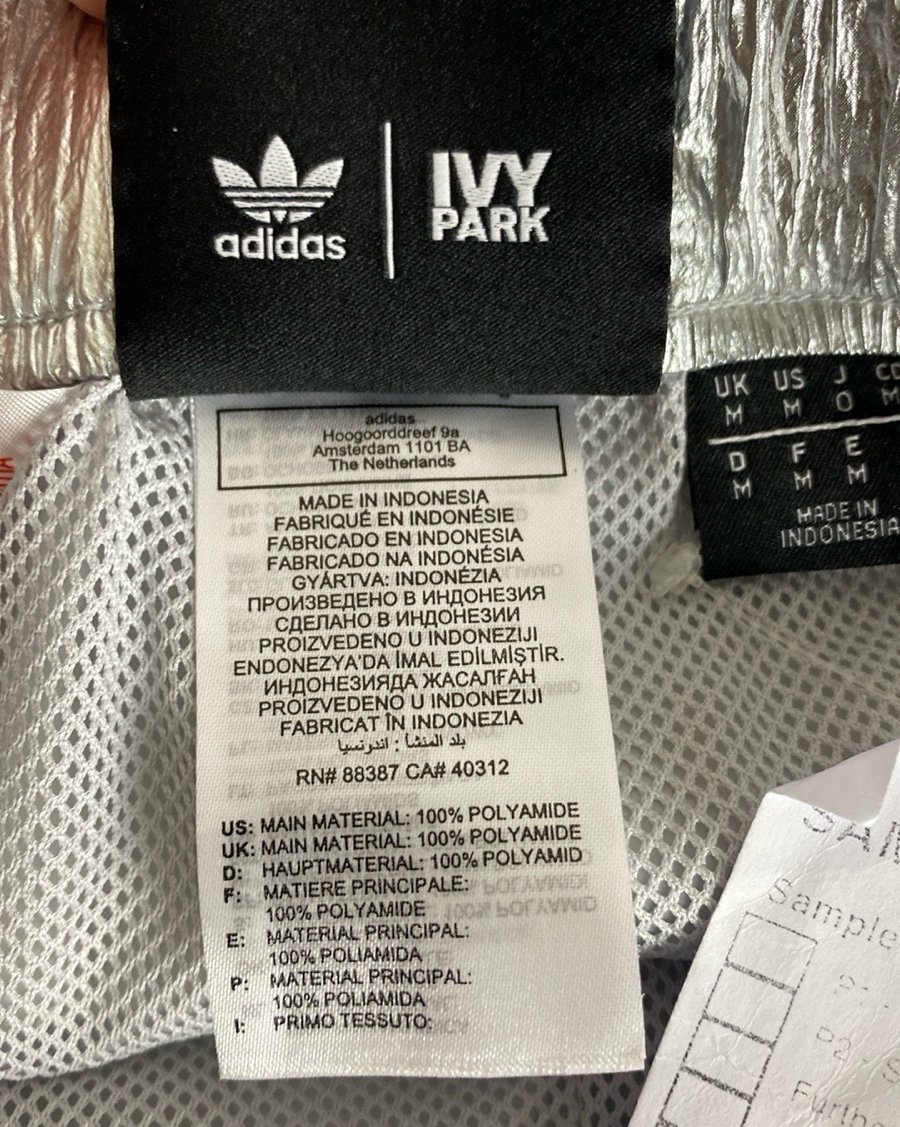 adidas
IVY
PARK
adidas
Hoogoorddreef 9a
Amsterdam 1101 BA
The Netherlands
MADE IN INDONESIA
FABRIQUÉ EN INDONÉSIE
FABRICADO EN INDONESIA
FABRICADO NA INDONÉSIA
GYÁRTVA: INDONÉZIA
ПРОИЗВЕДЕНО В ИНДОНЕЗИЯ
СДЕЛАНО В ИНДОНЕЗИИ
PROIZVEDENO U INDONEZIJI
ENDONEZYA'DA İMAL EDİLMİŞTİR.
ИНДОНЕЗИЯДА ЖАСАЛҒАН
PROIZVEDENO U INDONEZIJI
FABRICAT ÎN INDONEZIA
بلد المنشأ : اندونسيا
RN# 88387 CA# 40312
US: MAIN MATERIAL: 100% POLYAMIDE
UK: MAIN MATERIAL: 100% POLYAMIDE
D: HAUPTMATERIAL: 100% POLYAMID
F: MATIERE PRINCIPALE:
100% POLYAMIDE
E: MATERIAL PRINCIPAL:
100% POLIAMIDA
P: MATERIAL PRINCIPAL:
100% POLIAMIDA
I: PRIMO TESSUTO:
UK US J
M M O M
D F E
M M M
MADE IN
INDONESIA
Sample
P1 -
P2 - S